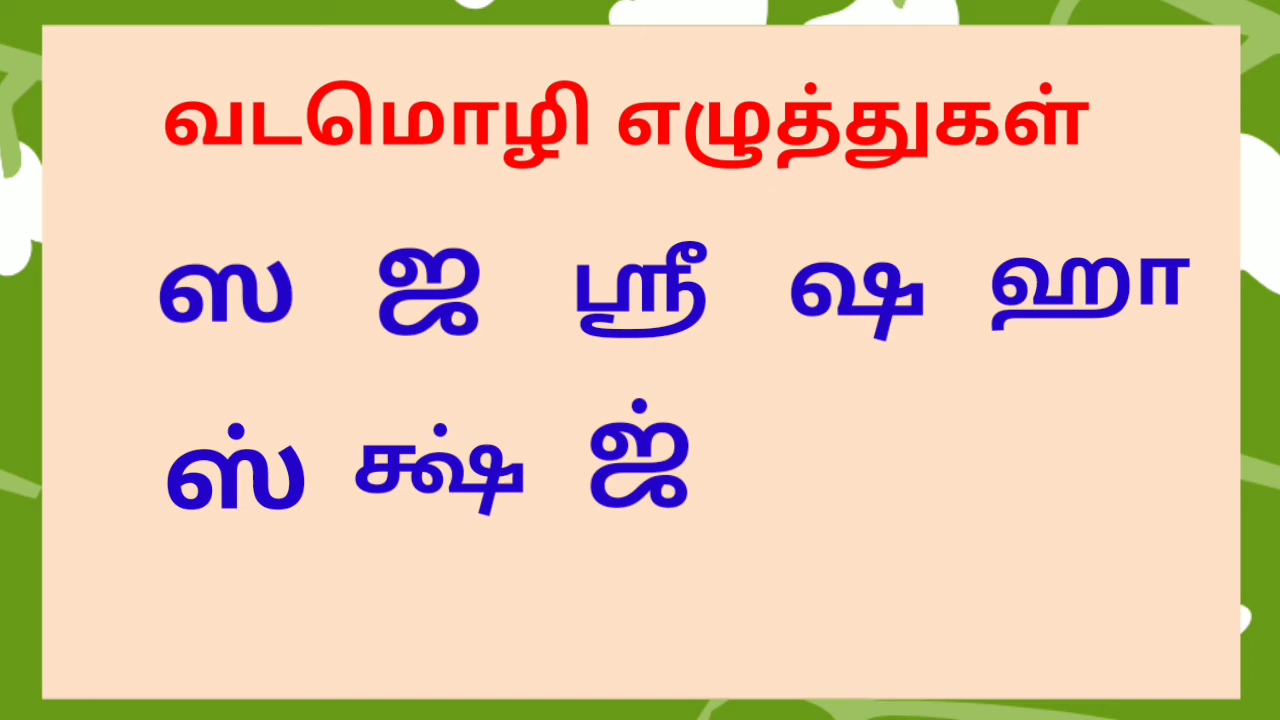 வடமொழி எழுத்துகள்
ஸ ஜ ஸ்ரீ ஷ ஹா
ஸ் க்ஷ் ஜ்